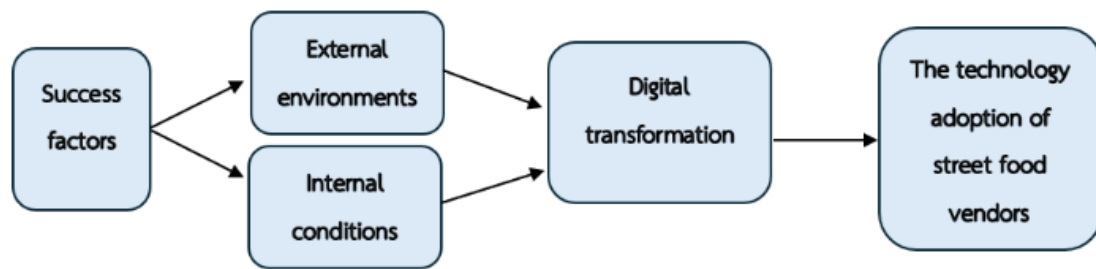 Success
factors
External
environments
Internal
conditions
Digital
transformation
The technology
adoption of
street food
vendors